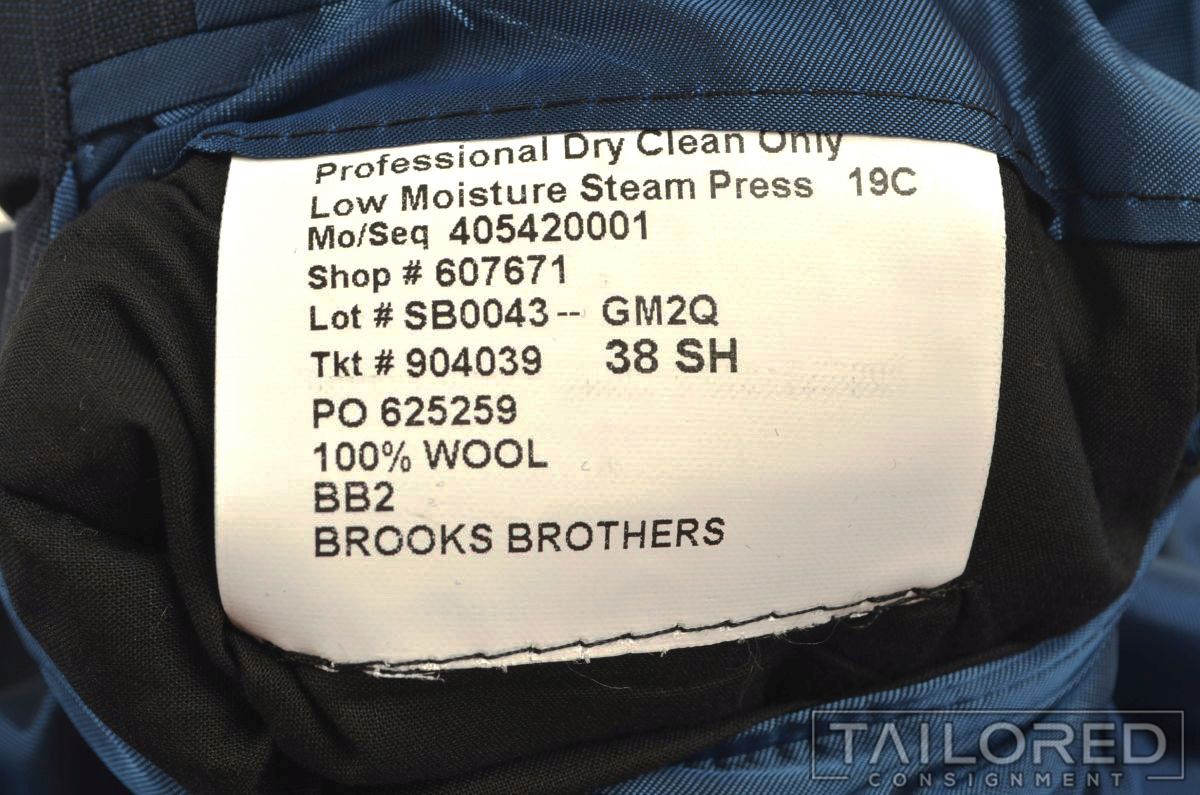 Professional Dry Clean Only
Low Moisture Steam Press 19C
Mo/Seq 405420001
Shop # 607671
Lot # SB0043-- GM2Q
Tkt # 904039 38 SH
PO 625259
100% WOOL
BB2
BROOKS BROTHERS
TAILORED
CONSIGNMENT